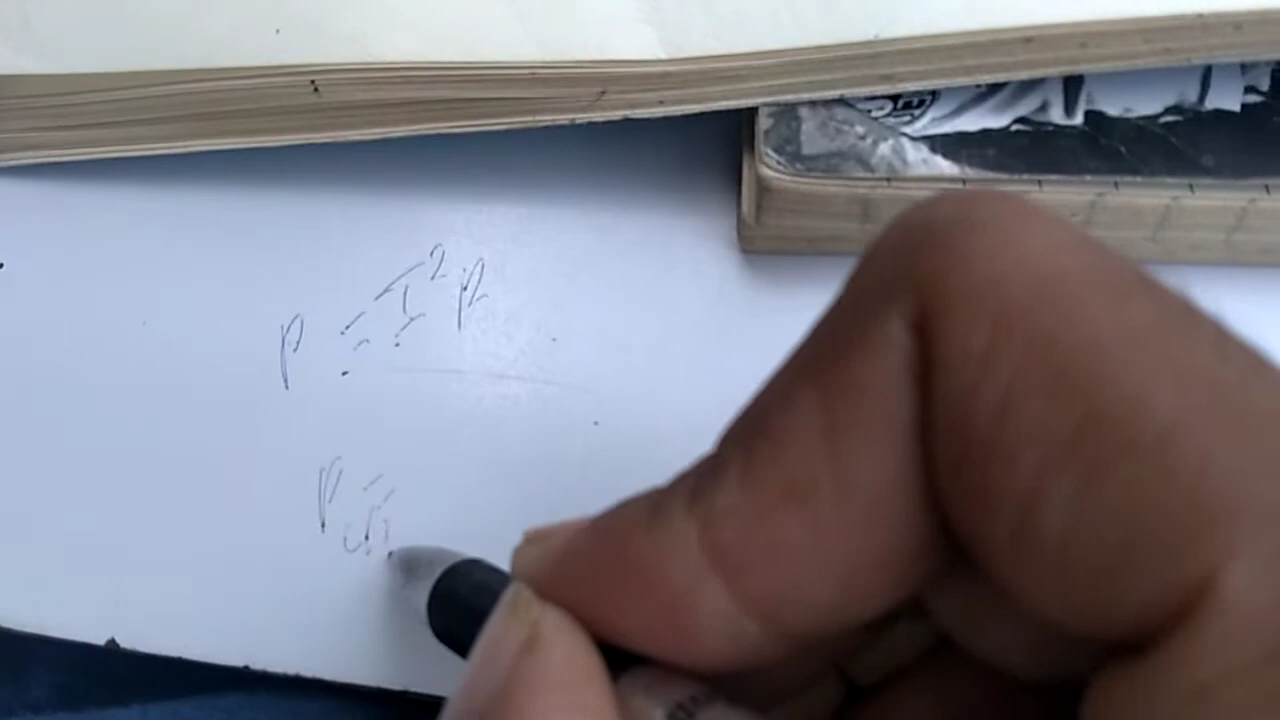 P = I²R
P =